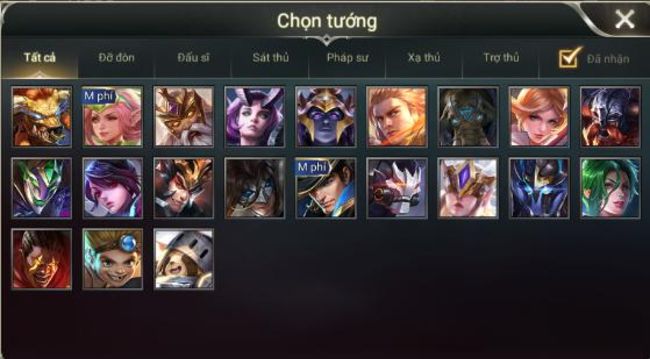 Chọn tướng
Tất cả Đỡ đòn Đấu sĩ Sát thủ Pháp sư Xạ thủ Trợ thủ Đã nhận
M phí
M phí